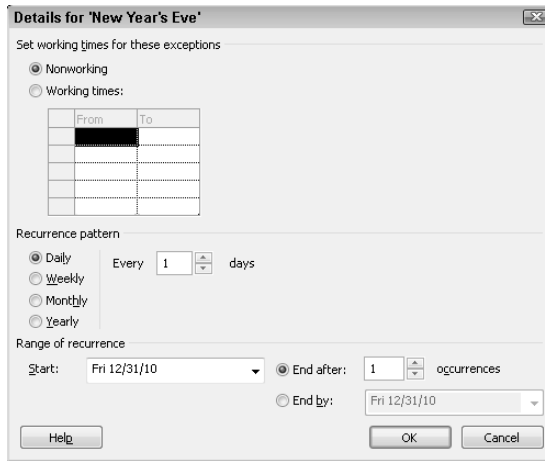 Details for 'New Year's Eve'
Set working times for these exceptions
Nonworking
Working times:
From To
Recurrence pattern
Daily
Every 1 days
Weekly
Monthly
Yearly
Range of recurrence
Start: Fri 12/31/10 End after: 1 occurrences
End by: Fri 12/31/10
Help OK Cancel